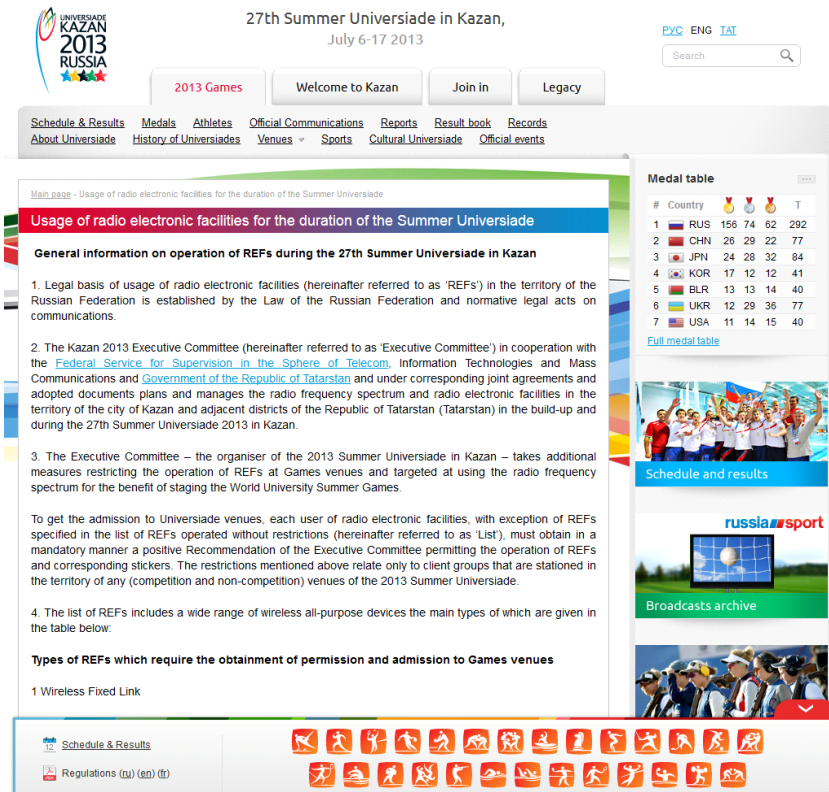 UNIVERSIADE
KAZAN
2013
RUSSIA
27th Summer Universiade in Kazan,
July 6-17 2013
РУС ENG ТАТ
Search
2013 Games Welcome to Kazan Join in Legacy
Schedule & Results Medals Athletes Official Communications Reports Result book Records
About Universiade History of Universiades Venues Sports Cultural Universiade Official events
Main page - Usage of radio electronic facilities for the duration of the Summer Universiade
Usage of radio electronic facilities for the duration of the Summer Universiade
General information on operation of REFs during the 27th Summer Universiade in Kazan
1. Legal basis of usage of radio electronic facilities (hereinafter referred to as ‘REFs’) in the territory of the
Russian Federation is established by the Law of the Russian Federation and normative legal acts on
communications.
2. The Kazan 2013 Executive Committee (hereinafter referred to as ‘Executive Committee’) in cooperation with
the Federal Service for Supervision in the Sphere of Telecom, Information Technologies and Mass
Communications and Government of the Republic of Tatarstan and under corresponding joint agreements and
adopted documents plans and manages the radio frequency spectrum and radio electronic facilities in the
territory of the city of Kazan and adjacent districts of the Republic of Tatarstan (Tatarstan) in the build-up and
during the 27th Summer Universiade 2013 in Kazan.
3. The Executive Committee – the organiser of the 2013 Summer Universiade in Kazan – takes additional
measures restricting the operation of REFs at Games venues and targeted at using the radio frequency
spectrum for the benefit of staging the World University Summer Games.
To get the admission to Universiade venues, each user of radio electronic facilities, with exception of REFs
specified in the list of REFs operated without restrictions (hereinafter referred to as ‘List’), must obtain in a
mandatory manner a positive Recommendation of the Executive Committee permitting the operation of REFs
and corresponding stickers. The restrictions mentioned above relate only to client groups that are stationed in
the territory of any (competition and non-competition) venues of the 2013 Summer Universiade.
4. The list of REFs includes a wide range of wireless all-purpose devices the main types of which are given in
the table below:
Types of REFs which require the obtainment of permission and admission to Games venues
1 Wireless Fixed Link
Medal table
# Country T
1 RUS 156 74 62 292
2 CHN 26 29 22 77
3 JPN 24 28 32 84
4 KOR 17 12 12 41
5 BLR 13 13 14 40
6 UKR 12 29 36 77
7 USA 11 14 15 40
Full medal table
Schedule and results
russia sport
Broadcasts archive
12 Schedule & Results
PDF Regulations (ru) (en) (fr)